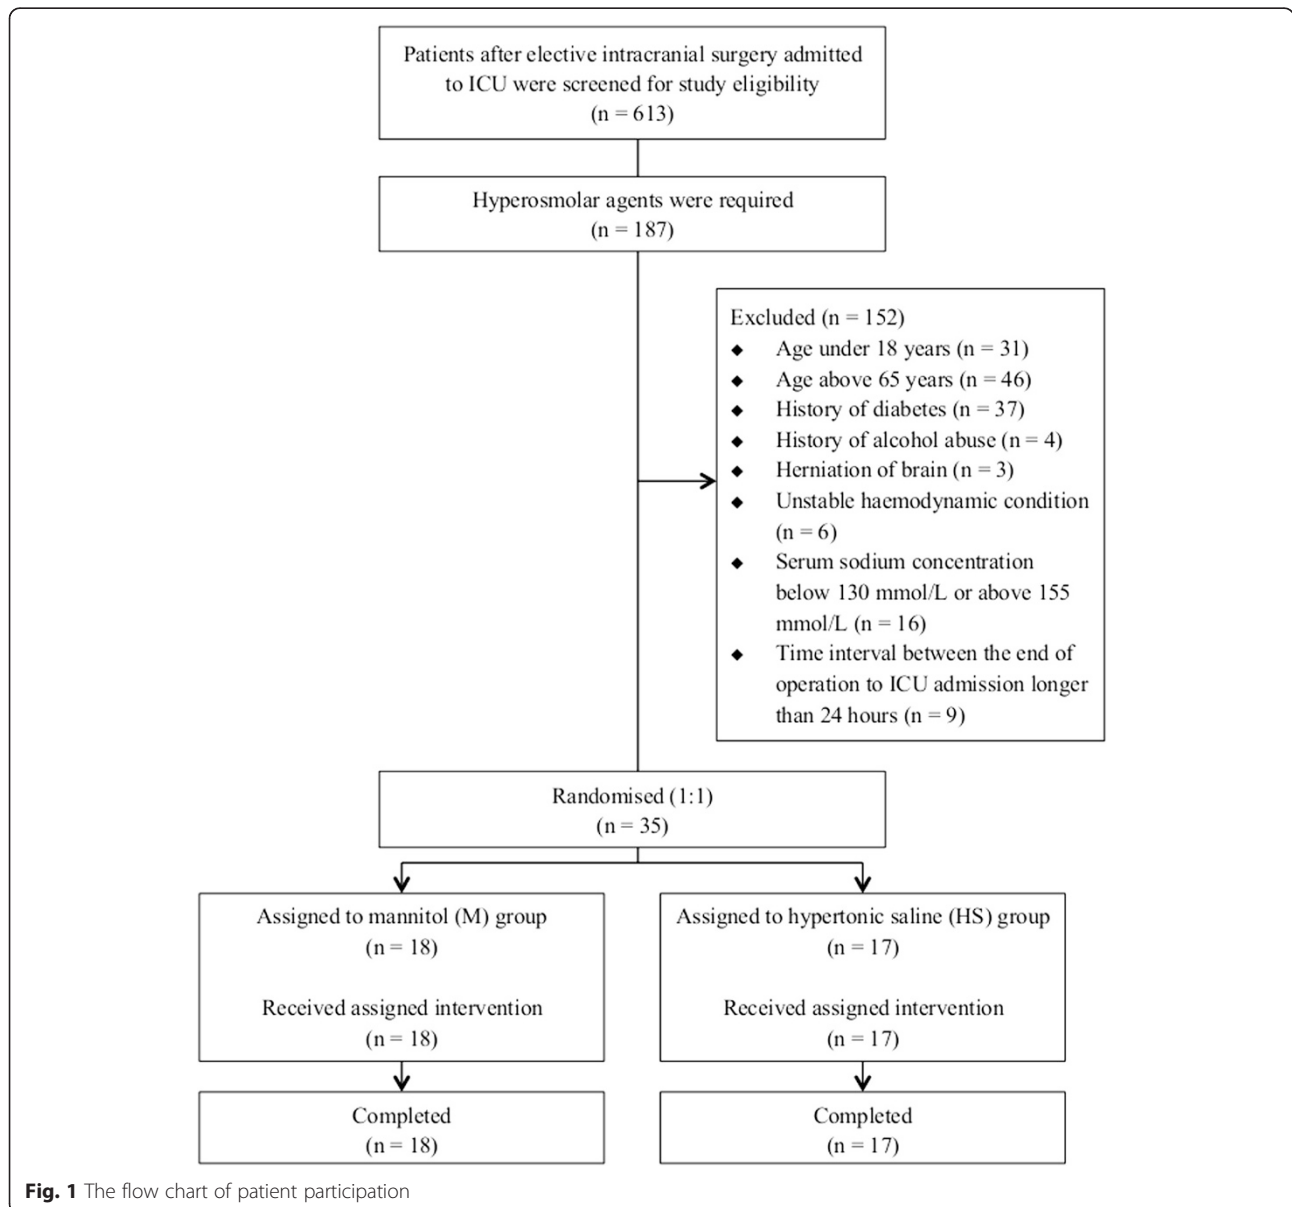 Patients after elective intracranial surgery admitted
to ICU were screened for study eligibility
(n = 613)
Hyperosmolar agents were required
(n = 187)
Excluded (n = 152)
◆ Age under 18 years (n = 31)
◆ Age above 65 years (n = 46)
◆ History of diabetes (n = 37)
◆ History of alcohol abuse (n = 4)
◆ Herniation of brain (n = 3)
◆ Unstable haemodynamic condition
(n = 6)
◆ Serum sodium concentration
below 130 mmol/L or above 155
mmol/L (n = 16)
◆ Time interval between the end of
operation to ICU admission longer
than 24 hours (n = 9)
Randomised (1:1)
(n = 35)
Assigned to mannitol (M) group
(n = 18)
Received assigned intervention
(n = 18)
Assigned to hypertonic saline (HS) group
(n = 17)
Received assigned intervention
(n = 17)
Completed
(n = 18)
Completed
(n = 17)
Fig. 1 The flow chart of patient participation